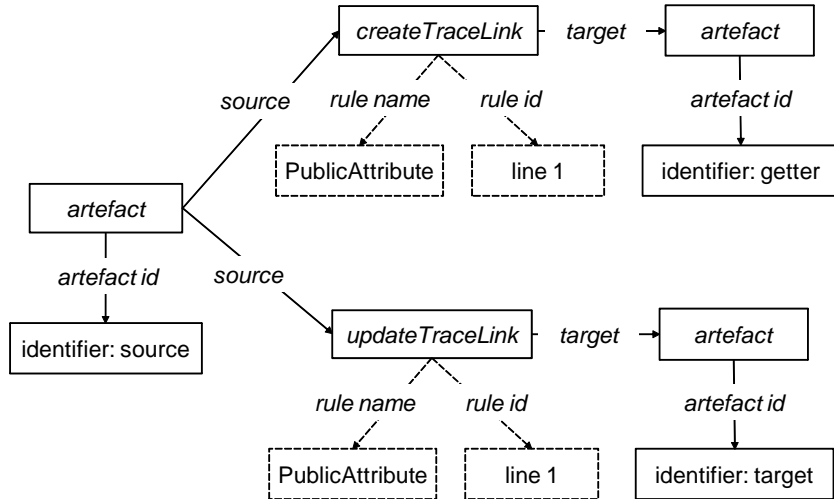 createTraceLink
target
artefact
source
rule name
rule id
artefact id
PublicAttribute
line 1
identifier: getter
artefact
artefact id
source
identifier: source
updateTraceLink
target
artefact
rule name
rule id
artefact id
PublicAttribute
line 1
identifier: target